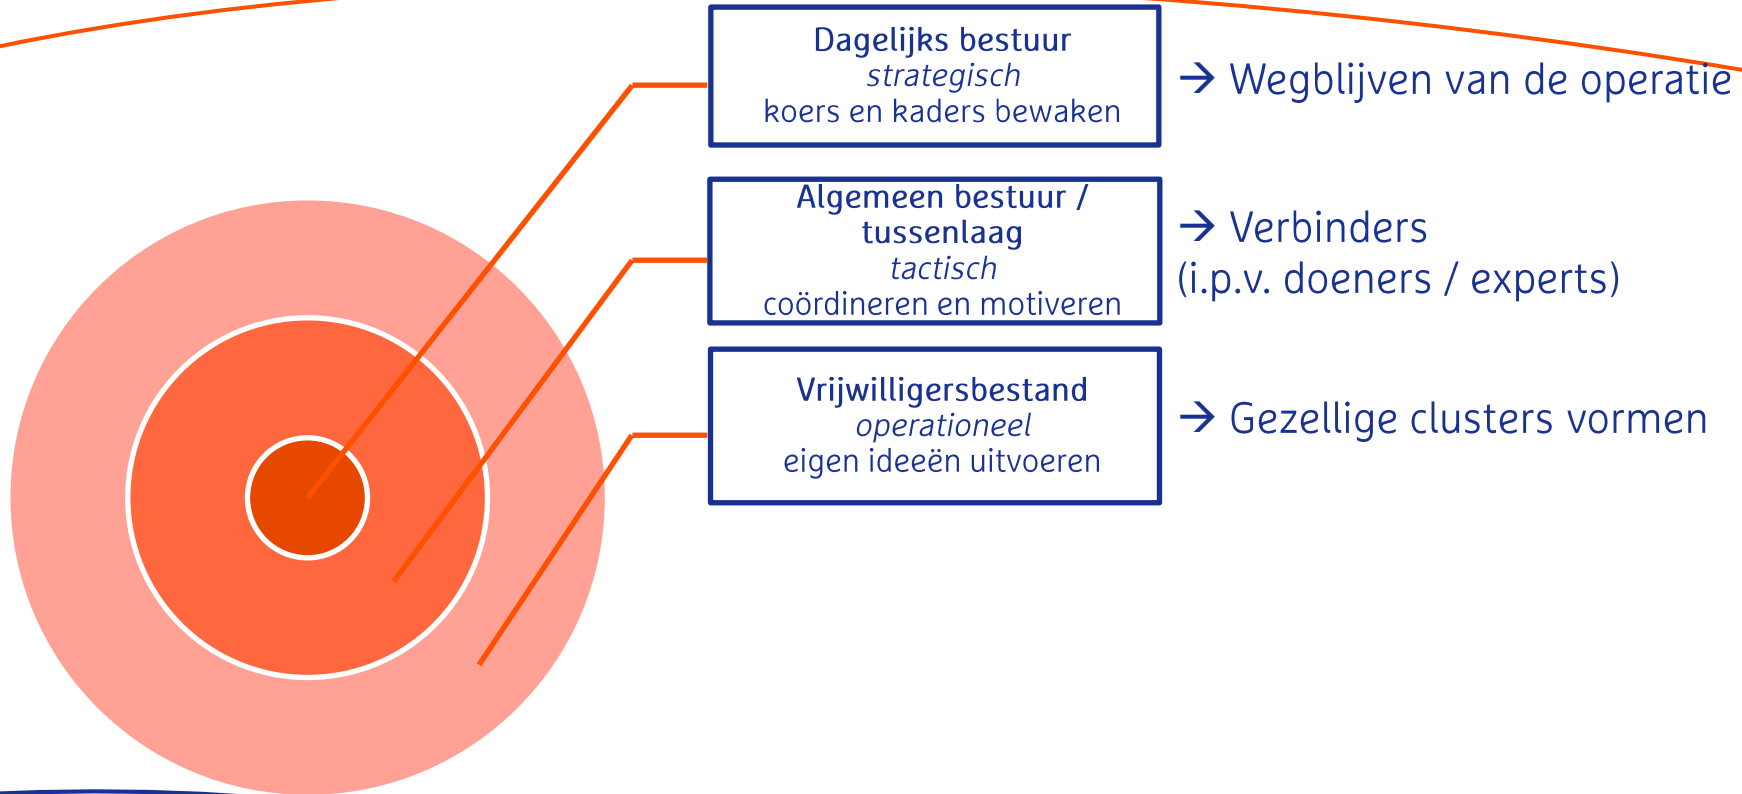 Dagelijks bestuur
strategisch
koers en kaders bewaken
→ Wegblijven van de operatie
Algemeen bestuur /
tussenlaag
tactisch
coördineren en motiveren
→ Verbinders
(i.p.v. doeners / experts)
Vrijwilligersbestand
operationeel
eigen ideeën uitvoeren
→ Gezellige clusters vormen